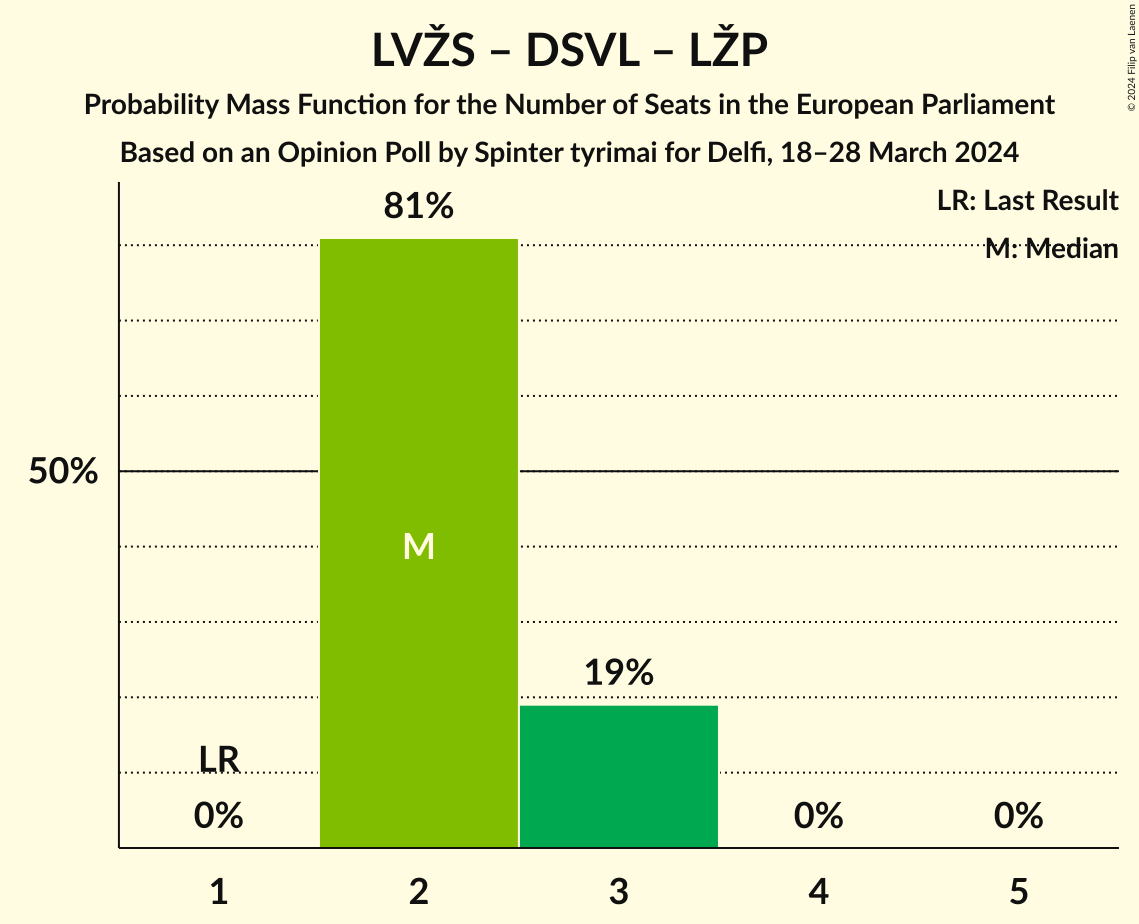 LVŽS – DSVL – LŽP
Probability Mass Function for the Number of Seats in the European Parliament
Based on an Opinion Poll by Spinter tyrimai for Delfi, 18–28 March 2024
© 2024 Filip van Laenen
LR: Last Result
M: Median
81%
50%
M
19%
LR
0%
0%
0%
1
2
3
4
5